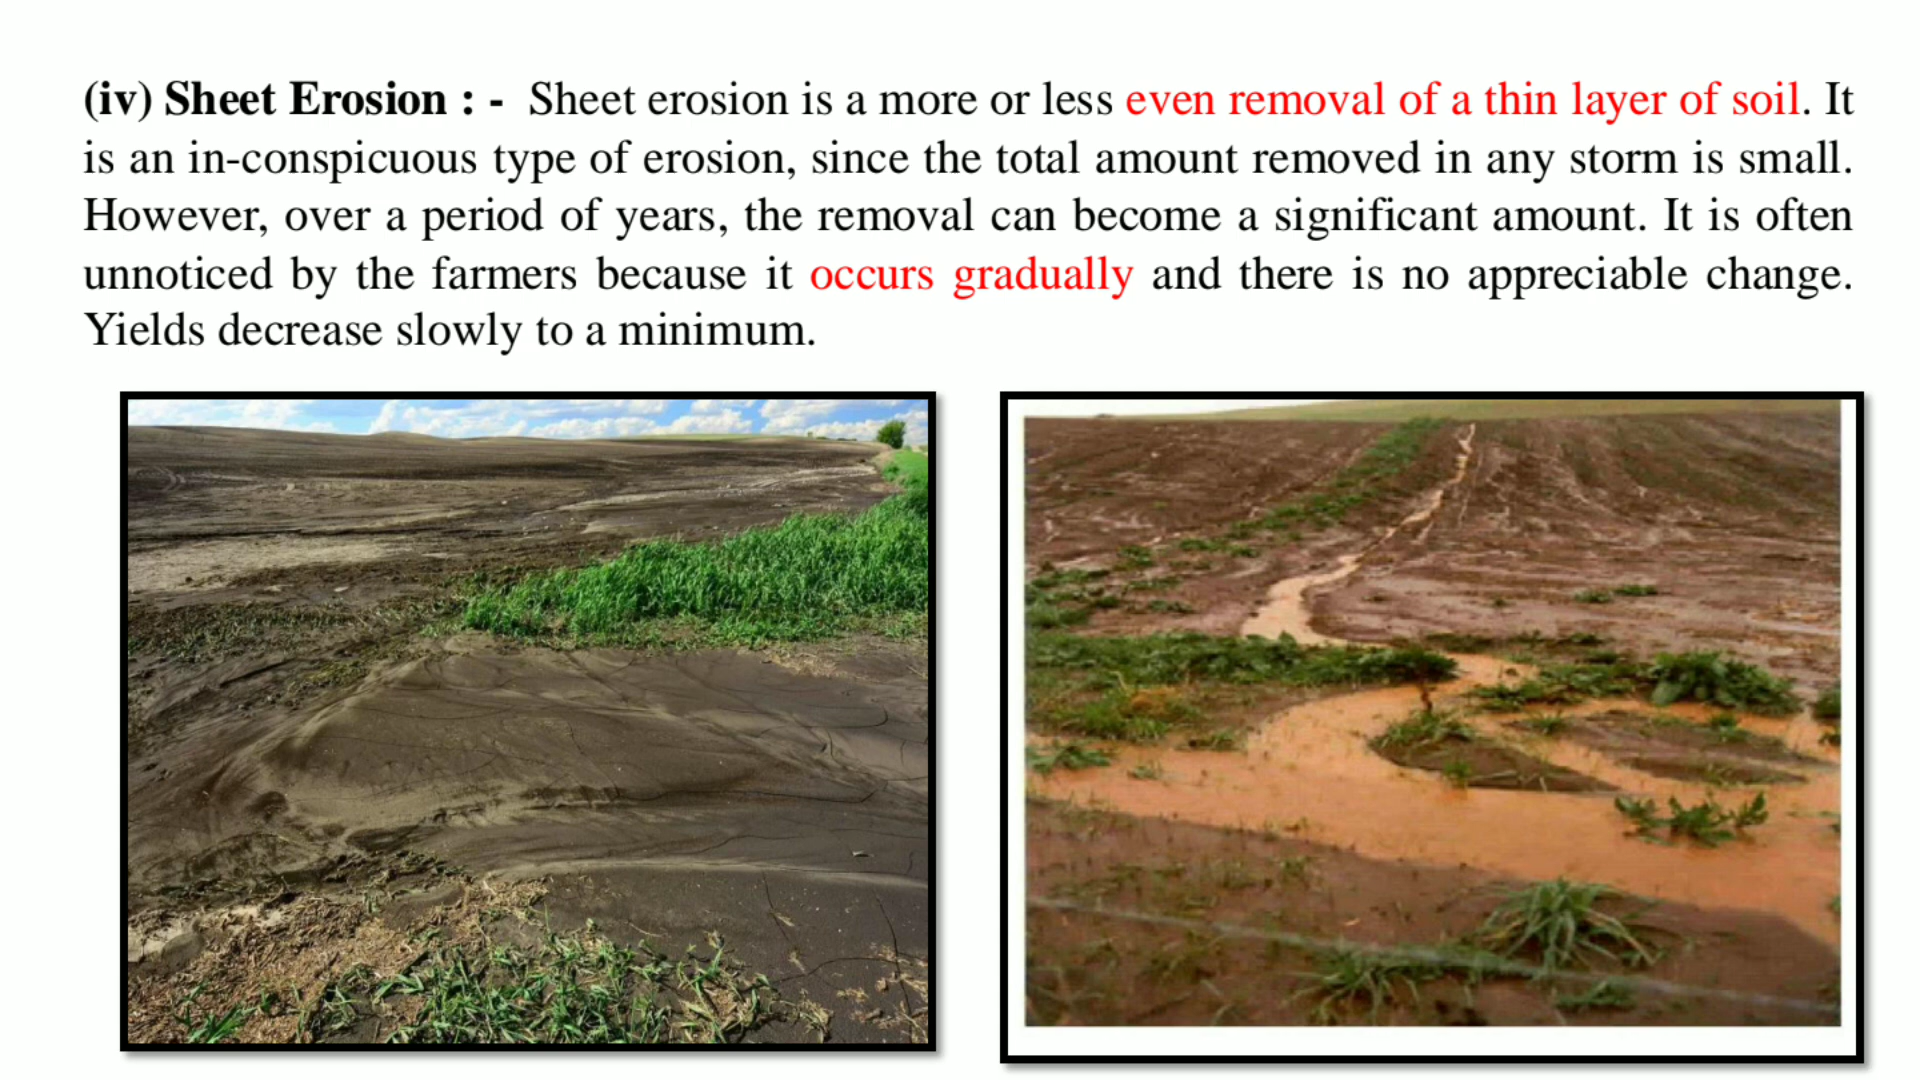 (iv) Sheet Erosion : - Sheet erosion is a more or less even removal of a thin layer of soil. It
is an in-conspicuous type of erosion, since the total amount removed in any storm is small.
However, over a period of years, the removal can become a significant amount. It is often
unnoticed by the farmers because it occurs gradually and there is no appreciable change.
Yields decrease slowly to a minimum.